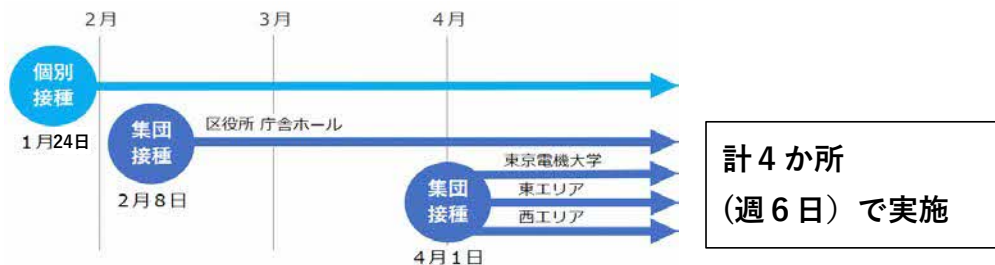 2月
3月
4月
個別
接種
1月24日
集団
接種
2月8日
区役所 庁舎ホール
集団
接種
4月1日
東京電機大学
東エリア
西エリア
計4か所
(週6日)で実施